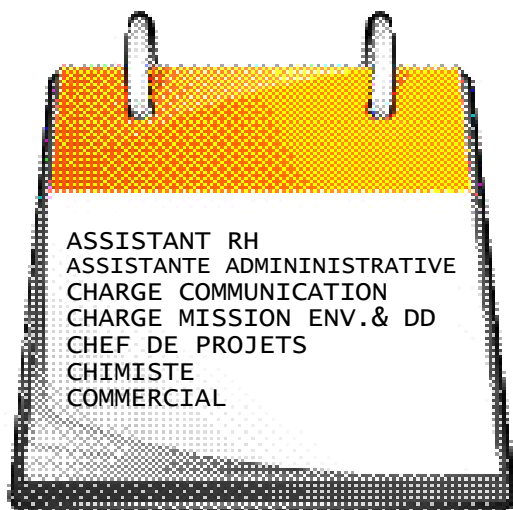 ASSISTANT RH
ASSISTANTE ADMININISTRATIVE
CHARGE COMMUNICATION
CHARGE MISSION ENV.& DD
CHEF DE PROJETS
CHIMISTE
COMMERCIAL